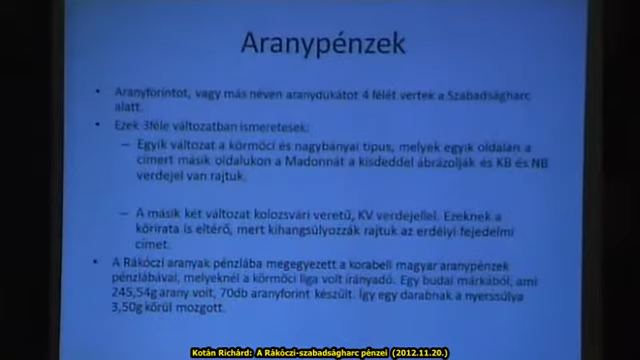 Aranypénzek
• Aranyforintot, vagy más néven aranydukátot 4 félét vertek a Szabadságharc
alatt.
• Ezek 3féle változatban ismeretesek:
– Egyik változat a körmöci és nagybányai típus, melyek egyik oldalán a
címert másik oldalukon a Madonnát a kisdeddel ábrázolják és KB és NB
verdejel van rajtuk.
– A másik két változat kolozsvári veretű, KV verdejellel. Ezeknek a
körirata is eltérő, mert kihangsúlyozzák rajtuk az erdélyi fejedelmi
címet.
• A Rákóczi aranyak pénzlába megegyezett a korabeli magyar aranypénzek
pénzlábával, melyeknél a körmöci liga volt irányadó. Egy budai márkából, ami
245,54g arany volt, 70db aranyforint készült. Így egy darabnak a nyerssúlya
3,50g körül mozgott.
Kotán Richárd: A Rákóczi-szabadságharc pénzei (2012.11.20.)